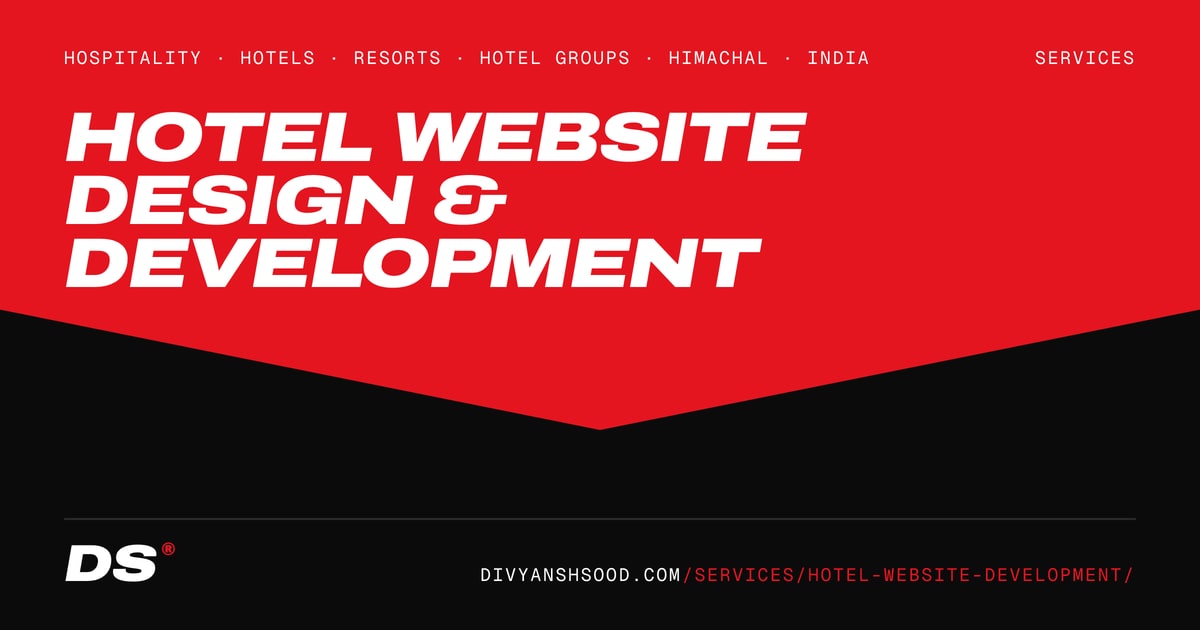 HOSPITALITY · HOTELS · RESORTS · HOTEL GROUPS · HIMACHAL · INDIA
SERVICES
HOTEL WEBSITE
DESIGN &
DEVELOPMENT
DS®
DIVYANSHSOOD.COM/SERVICES/HOTEL-WEBSITE-DEVELOPMENT/